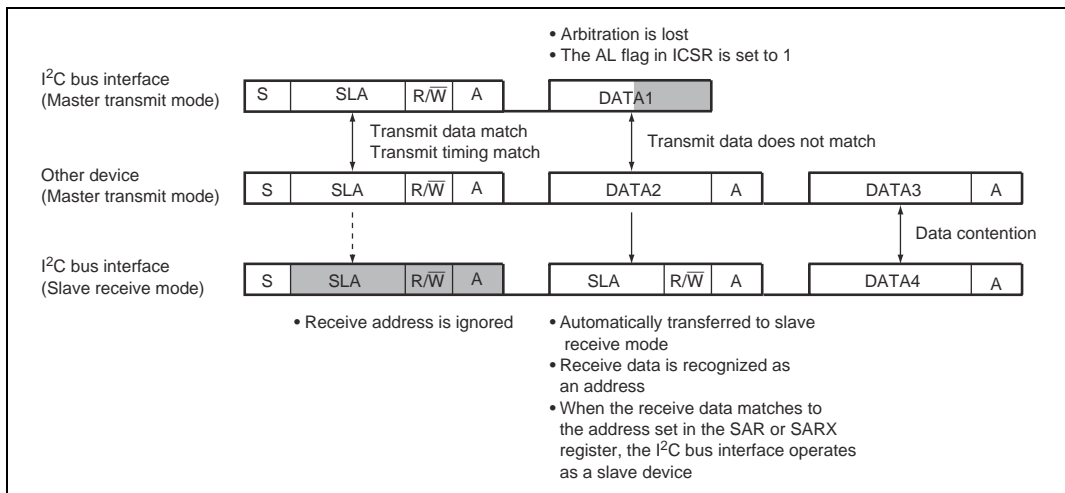 • Arbitration is lost
• The AL flag in ICSR is set to 1
I²C bus interface
(Master transmit mode)
S SLA R/W̅ A DATA1
Transmit data match
Transmit timing match
Transmit data does not match
Other device
(Master transmit mode)
S SLA R/W̅ A DATA2 A DATA3 A
Data contention
I²C bus interface
(Slave receive mode)
S SLA R/W̅ A SLA R/W̅ A DATA4 A
• Receive address is ignored
• Automatically transferred to slave
receive mode
• Receive data is recognized as
an address
• When the receive data matches to
the address set in the SAR or SARX
register, the I²C bus interface operates
as a slave device